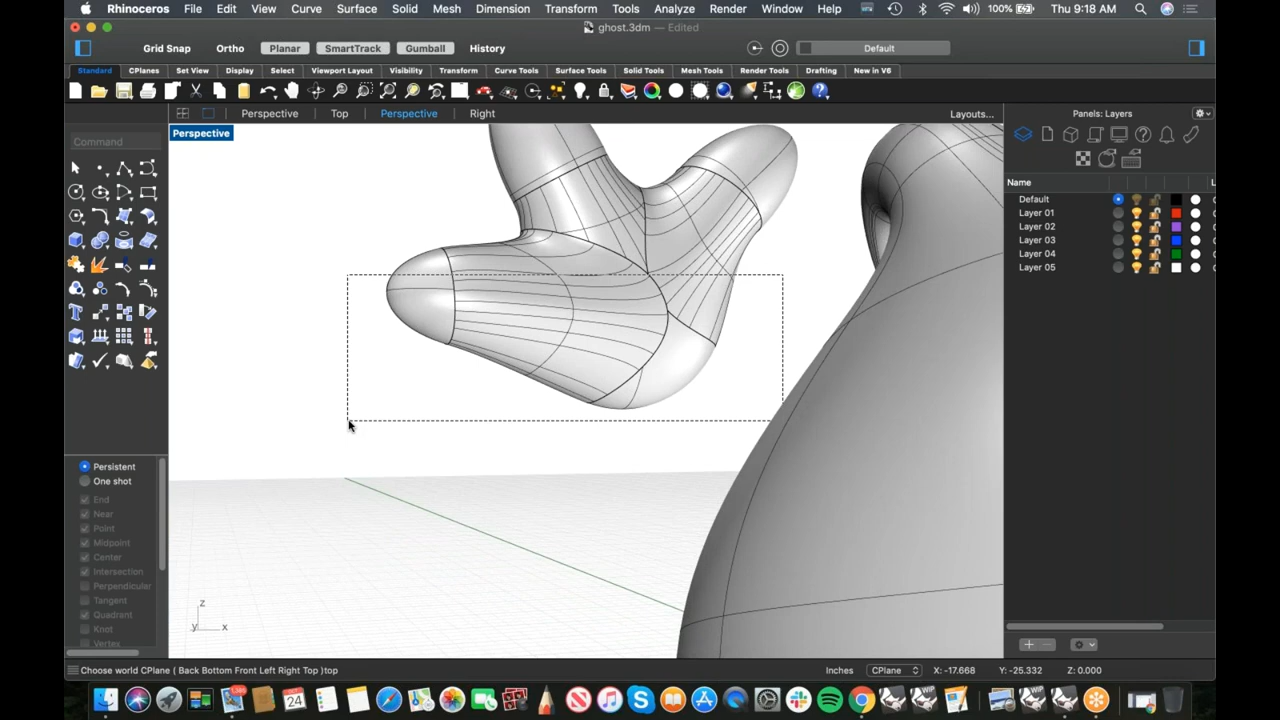 Rhinoceros File Edit View Curve Surface Solid Mesh Dimension Transform Tools Analyze Render Window Help 100% Thu 9:18 AM
ghost.3dm — Edited
Grid Snap Ortho Planar SmartTrack Gumball History Default
Standard CPlanes Set View Display Select Viewport Layout Visibility Transform Curve Tools Surface Tools Solid Tools Mesh Tools Render Tools Drafting New in V6
Perspective Top Perspective Right Layouts... Panels: Layers
Perspective
Command
Name L
Default C
Layer 01 C
Layer 02 C
Layer 03 C
Layer 04 C
Layer 05 C
Persistent
One shot
End
Near
Point
Midpoint
Center
Intersection
Perpendicular
Tangent
Quadrant
Knot
Vertex
z
y x
Choose world CPlane ( Back Bottom Front Left Right Top )top Inches CPlane X: -17.668 Y: -25.332 Z: 0.000
24
WIP WIP